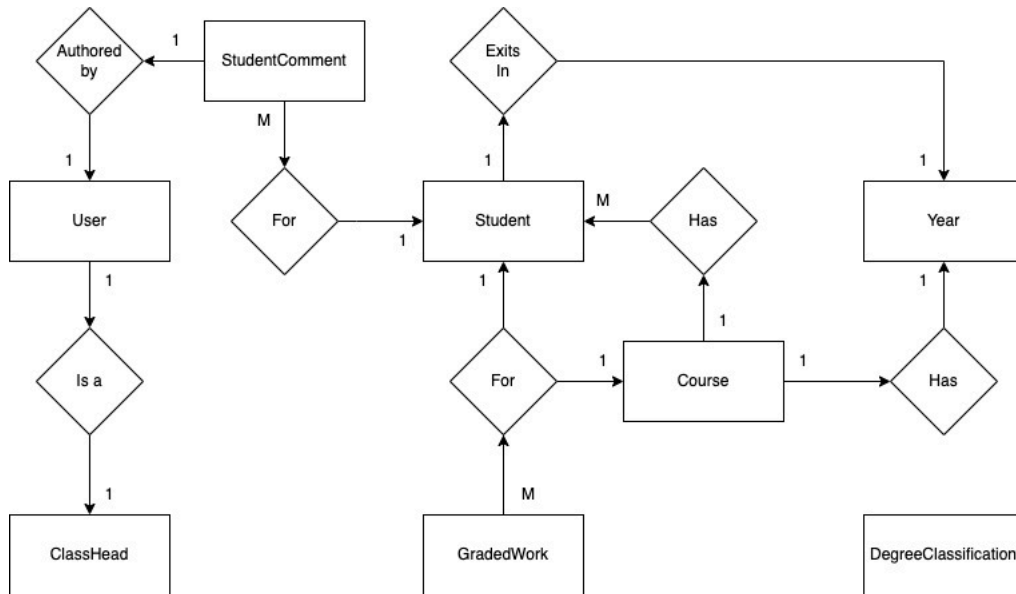 Authored
by
1
StudentComment
Exits
In
M
1
1
1
User
For
1
Student
M
Has
Year
1
1
1
1
Is a
For
1
Course
1
Has
1
M
ClassHead
GradedWork
DegreeClassification